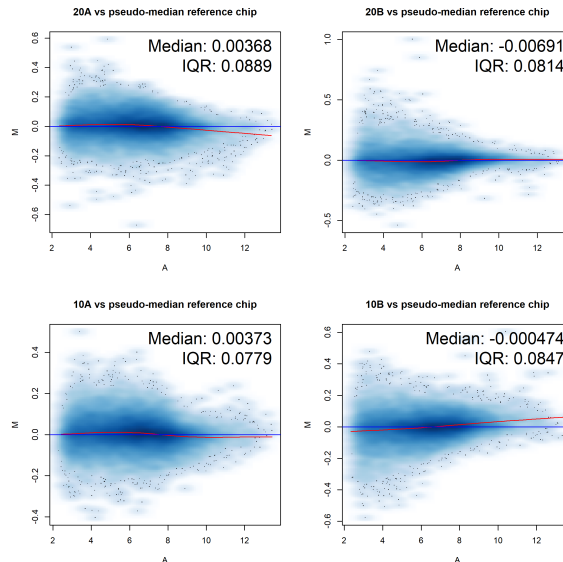 20A vs pseudo-median reference chip
Median: 0.00368
IQR: 0.0889
0.6
0.4
0.2
0.0
-0.2
-0.4
-0.6
M
2 4 6 8 10 12
A
20B vs pseudo-median reference chip
Median: -0.00691
IQR: 0.0814
1.0
0.5
0.0
-0.5
M
2 4 6 8 10 12
A
10A vs pseudo-median reference chip
Median: 0.00373
IQR: 0.0779
0.4
0.2
0.0
-0.2
-0.4
M
2 4 6 8 10 12
A
10B vs pseudo-median reference chip
Median: -0.000474
IQR: 0.0847
0.6
0.4
0.2
0.0
-0.2
-0.4
-0.6
M
2 4 6 8 10 12
A